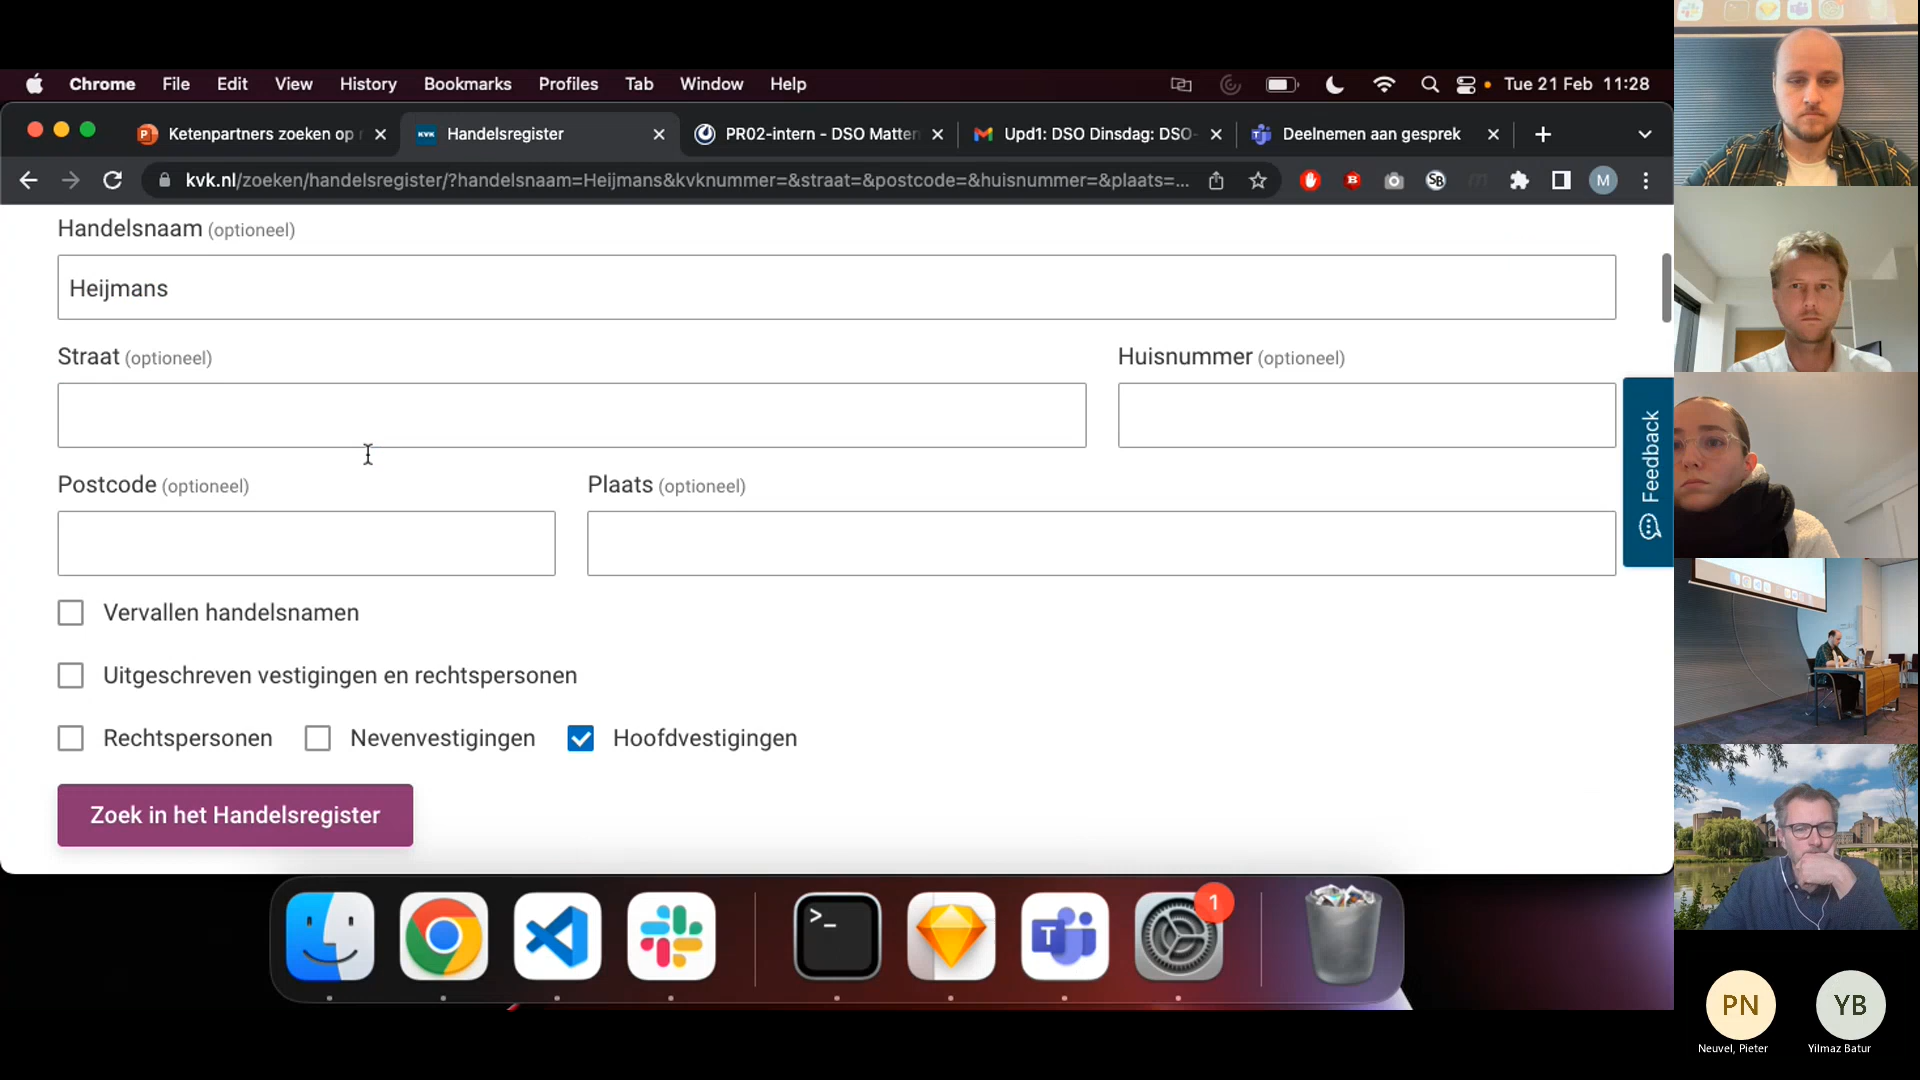 Chrome File Edit View History Bookmarks Profiles Tab Window Help Tue 21 Feb 11:28
Ketenpartners zoeken op Handelsregister PR02-intern - DSO Matter Upd1: DSO Dinsdag: DSO- Deelnemen aan gesprek
kvk.nl/zoeken/handelsregister/?handelsnaam=Heijmans&kvknummer=&straat=&postcode=&huisnummer=&plaats=... M
Handelsnaam (optioneel)
Heijmans
Straat (optioneel) Huisnummer (optioneel)
Postcode (optioneel) Plaats (optioneel)
Feedback
Vervallen handelsnamen
Uitgeschreven vestigingen en rechtspersonen
Rechtspersonen Nevenvestigingen Hoofdvestigingen
Zoek in het Handelsregister
1
PN YB
Neuvel, Pieter Yilmaz Batur